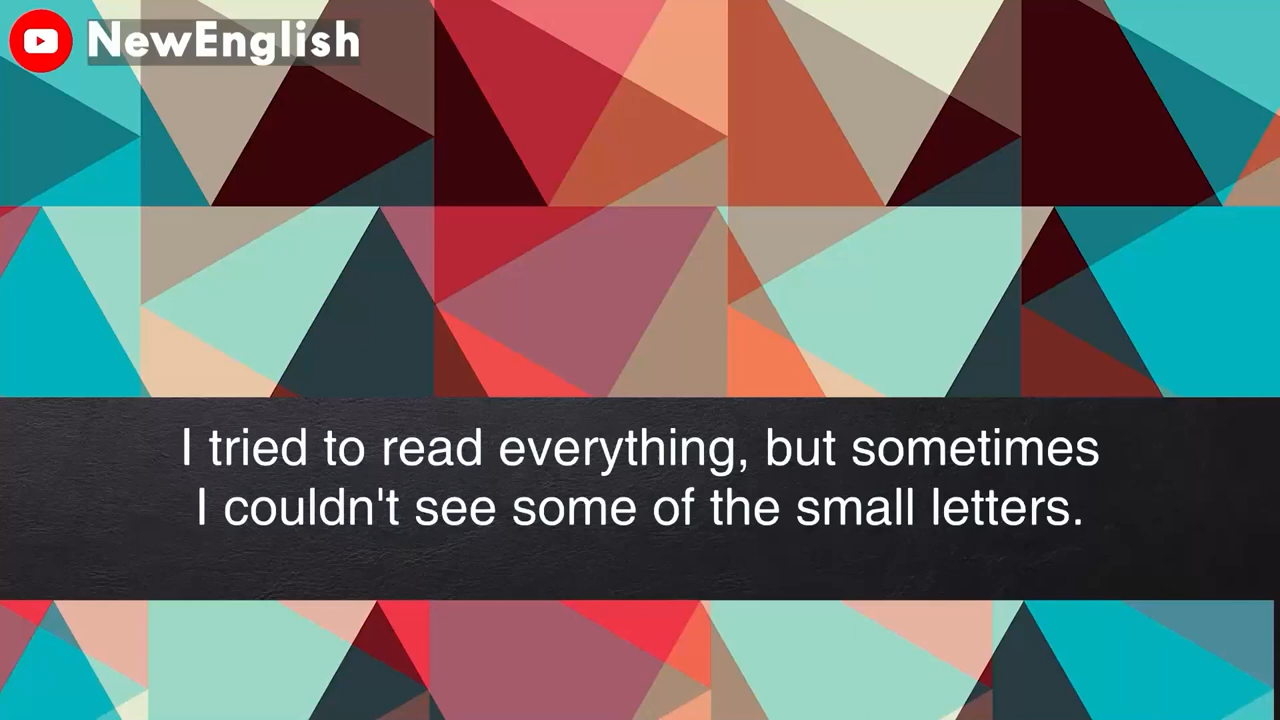 NewEnglish
I tried to read everything, but sometimes
I couldn't see some of the small letters.